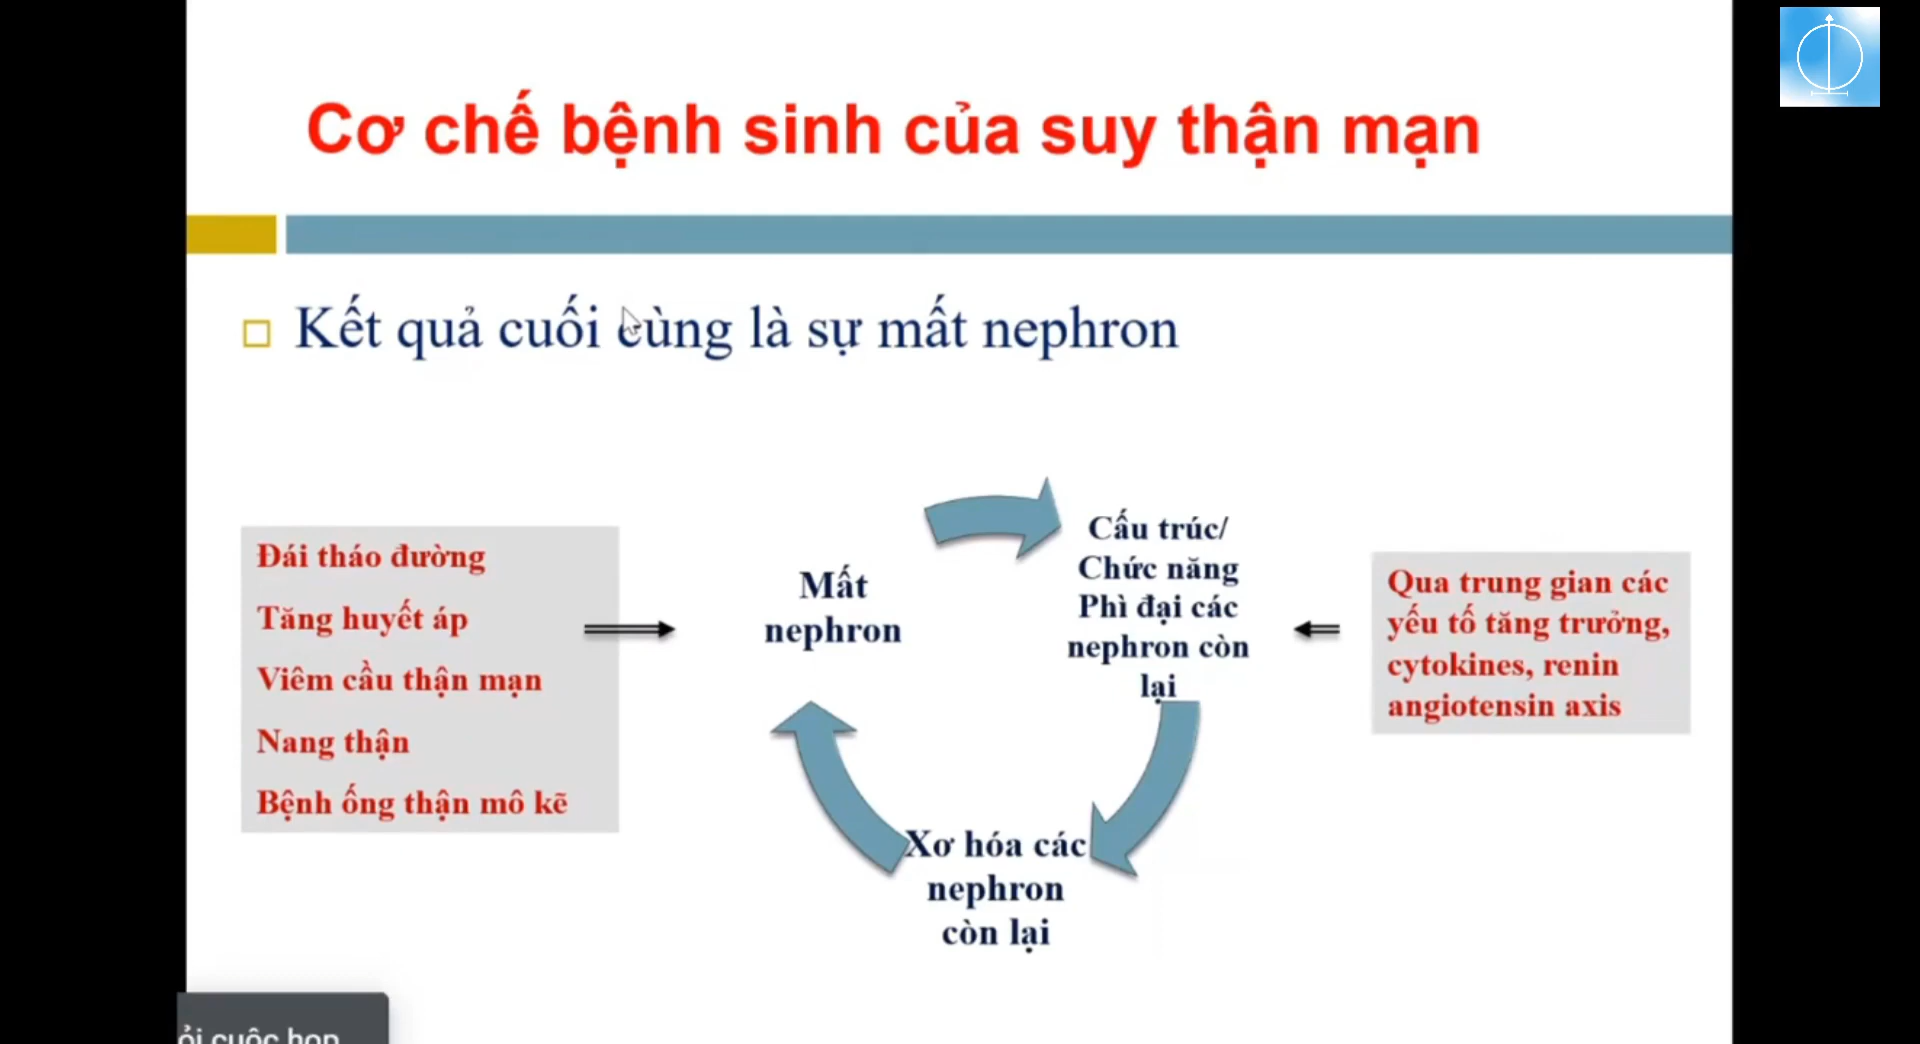 Cơ chế bệnh sinh của suy thận mạn
Kết quả cuối cùng là sự mất nephron
Đái tháo đường
Tăng huyết áp
Viêm cầu thận mạn
Nang thận
Bệnh ống thận mô kẽ
Mất
nephron
Cấu trúc/
Chức năng
Phì đại các
nephron còn
lại
Xơ hóa các
nephron
còn lại
Qua trung gian các
yếu tố tăng trưởng,
cytokines, renin
angiotensin axis
cuộc họp